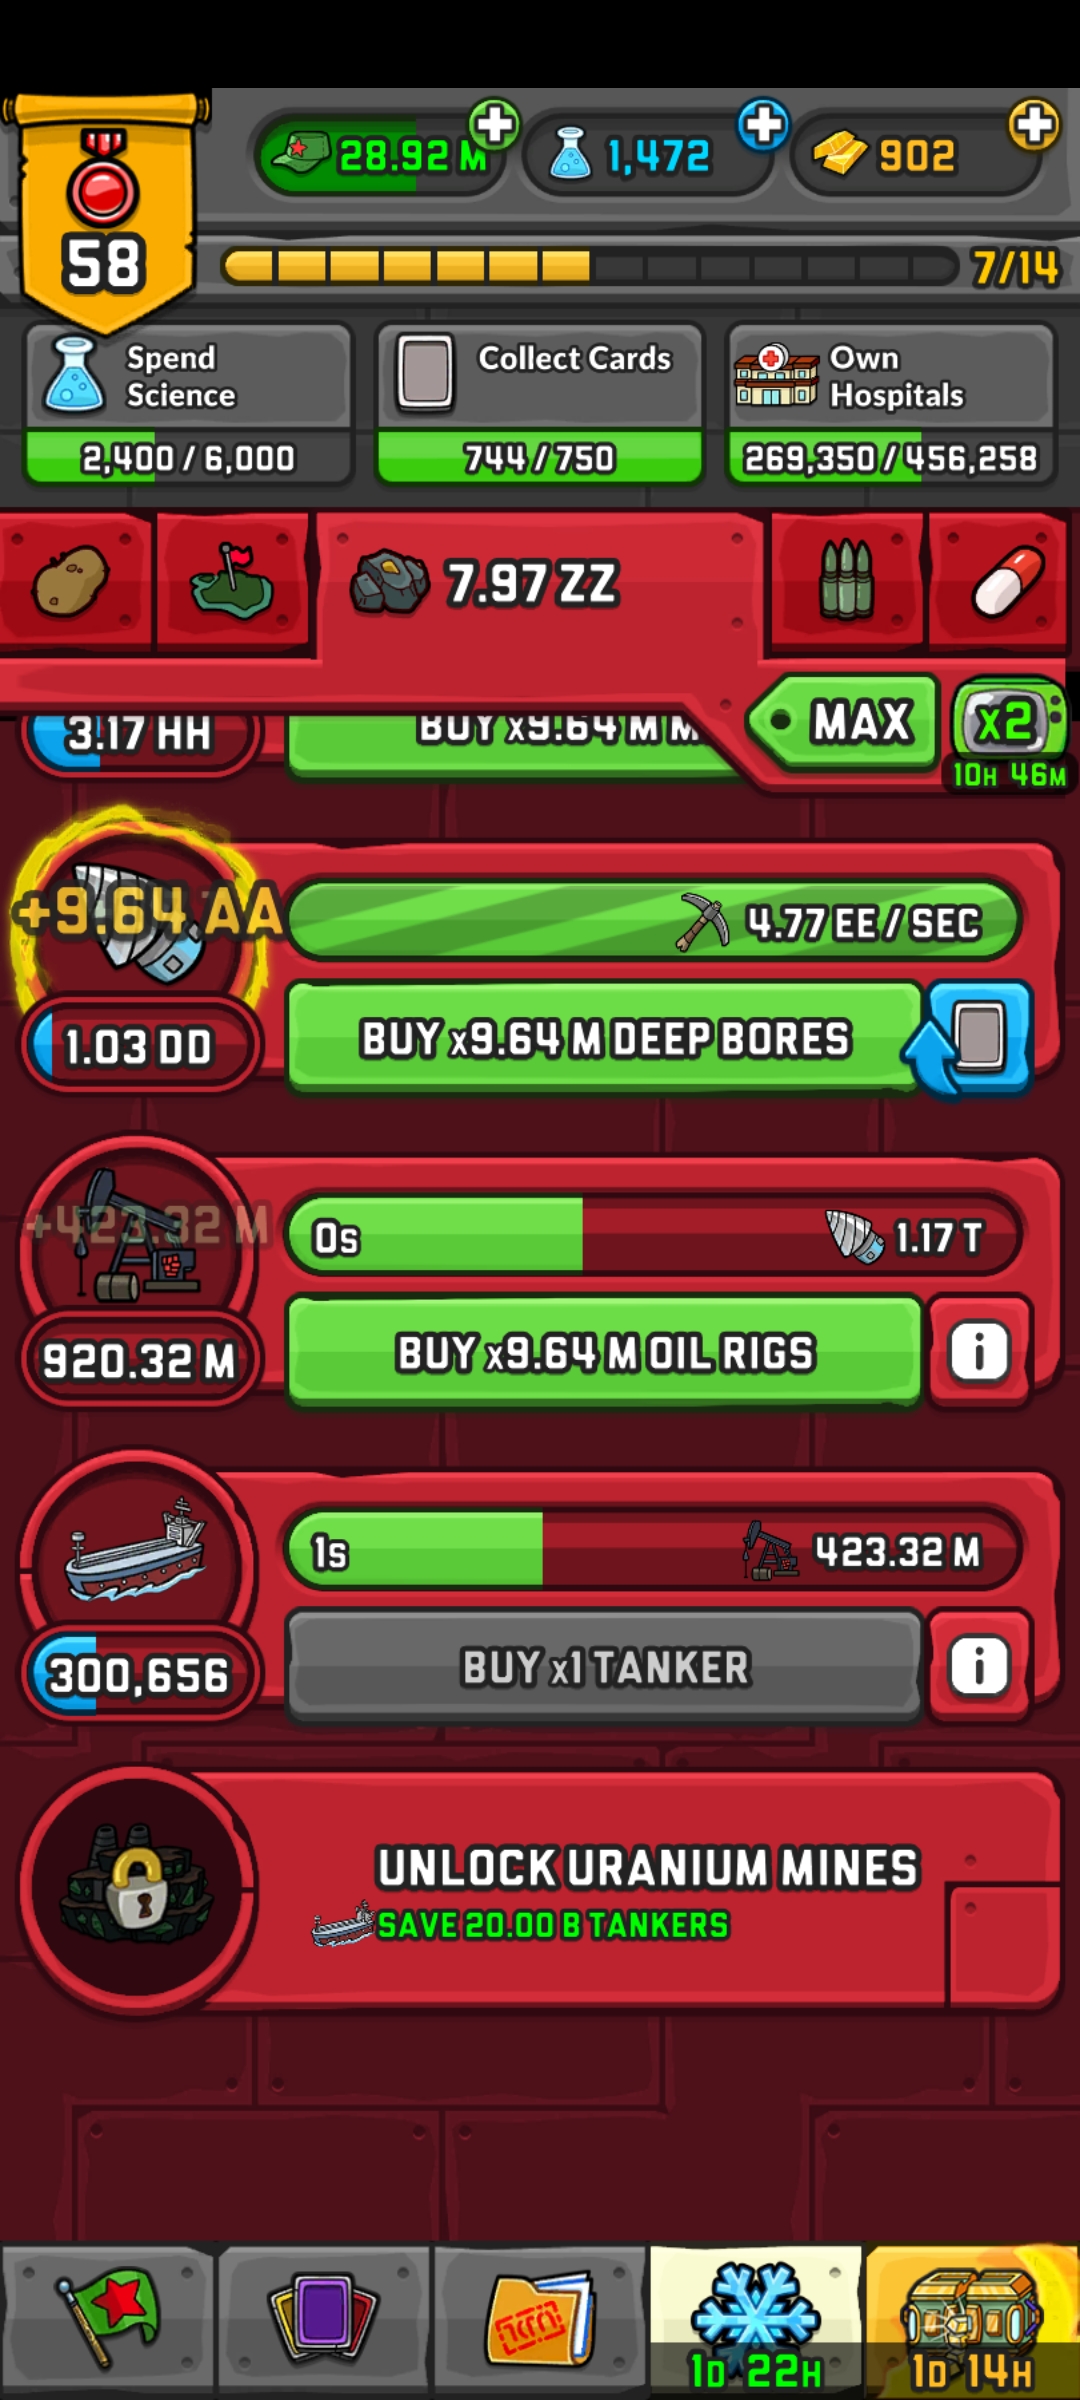 28.92 M
1,472
902
58
7/14
Spend
Science
2,400 / 6,000
Collect Cards
744 / 750
Own
Hospitals
269,350 / 456,258
7.97 ZZ
MAX
x2
10H 46M
3.17 HH
BUY x9.64 M M
+9.64 AA
4.77 EE / SEC
1.03 DD
BUY x9.64 M DEEP BORES
+423.32 M
0s
1.17 T
920.32 M
BUY x9.64 M OIL RIGS
i
1s
423.32 M
300,656
BUY x1 TANKER
i
UNLOCK URANIUM MINES
SAVE 20.00 B TANKERS
1D 22H
1D 14H